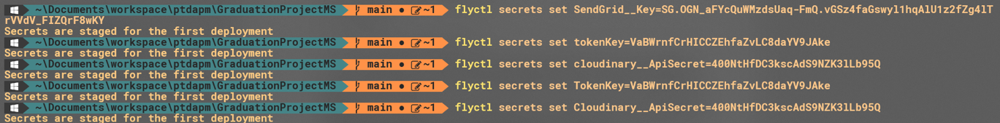 ~\Documents\workspace\ptdapm\GraduationProjectMS main ● ~1 flyctl secrets set SendGrid__Key=SG.OGN_aFYcQuWMzdsUaq-FmQ.vGSz4faGswyl1hqAlU1z2fZg4lT
rVVdV_FIZQrF8wKY
Secrets are staged for the first deployment
~\Documents\workspace\ptdapm\GraduationProjectMS main ● ~1 flyctl secrets set tokenKey=VaBWrnfCrHICCZEhfaZvLC8daYV9JAke
Secrets are staged for the first deployment
~\Documents\workspace\ptdapm\GraduationProjectMS main ● ~1 flyctl secrets set cloudinary__ApiSecret=400NtHfDC3kscAdS9NZK3lLb95Q
Secrets are staged for the first deployment
~\Documents\workspace\ptdapm\GraduationProjectMS main ● ~1 flyctl secrets set TokenKey=VaBWrnfCrHICCZEhfaZvLC8daYV9JAke
Secrets are staged for the first deployment
~\Documents\workspace\ptdapm\GraduationProjectMS main ● ~1 flyctl secrets set Cloudinary__ApiSecret=400NtHfDC3kscAdS9NZK3lLb95Q
Secrets are staged for the first deployment